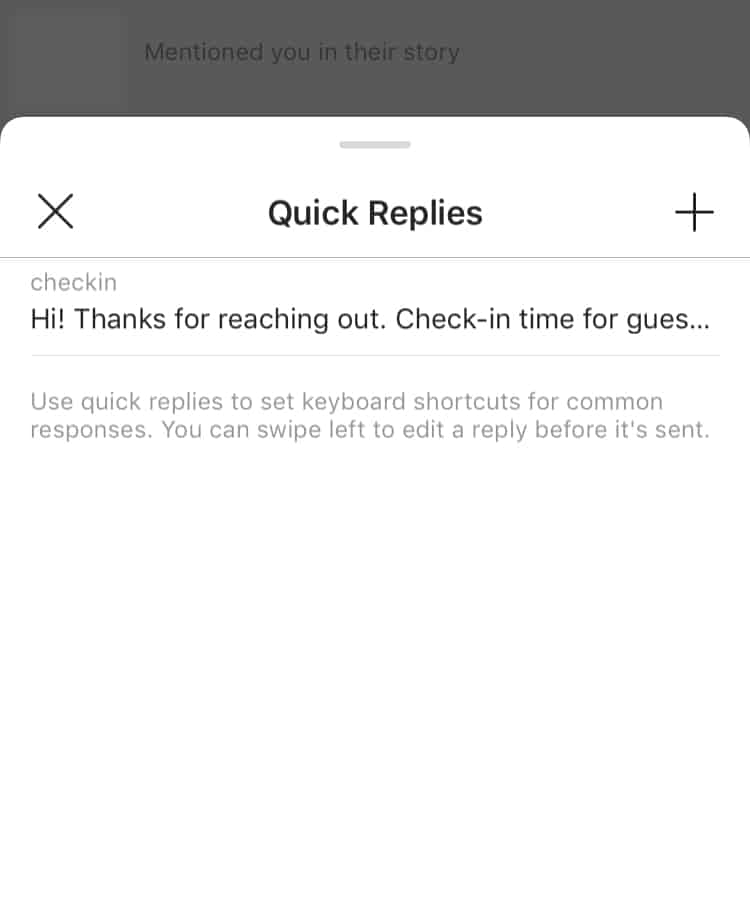 Mentioned you in their story
Quick Replies
checkin
Hi! Thanks for reaching out. Check-in time for gues...
Use quick replies to set keyboard shortcuts for common
responses. You can swipe left to edit a reply before it's sent.